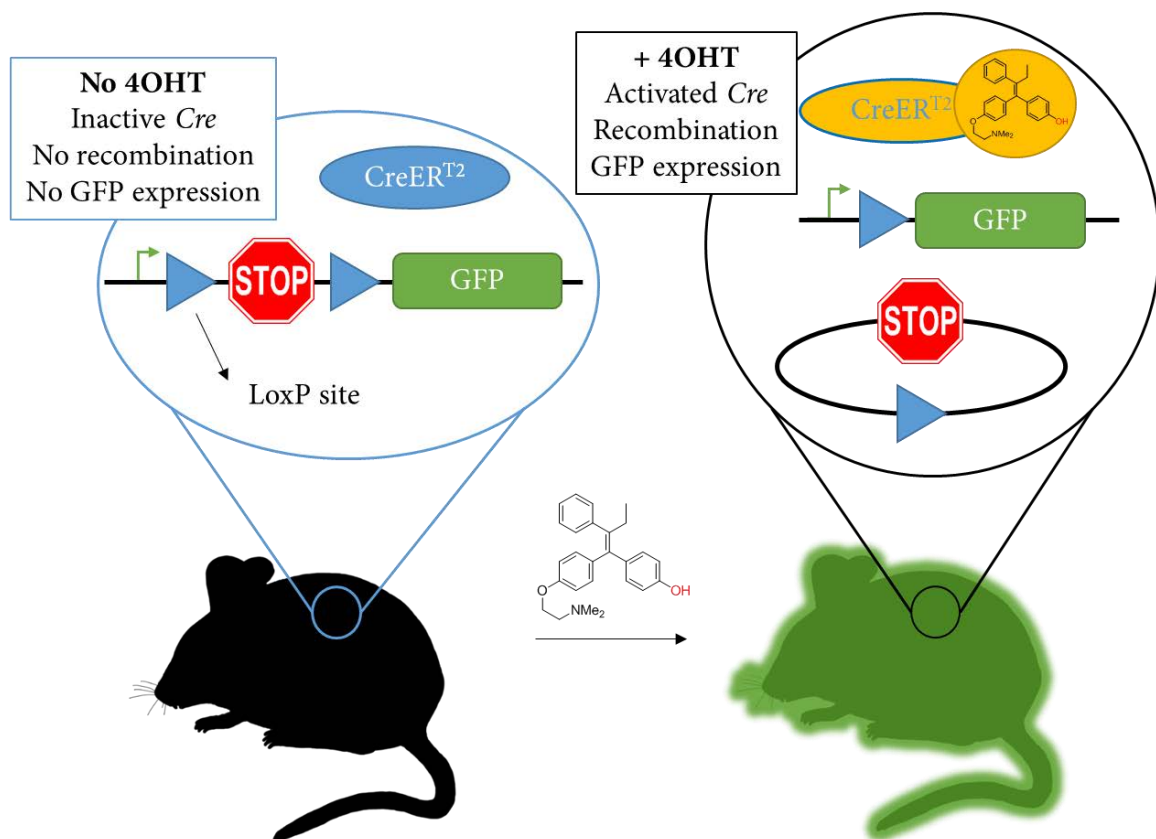 No 4OHT
Inactive Cre
No recombination
No GFP expression
CreERT2
STOP
GFP
LoxP site
+ 4OHT
Activated Cre
Recombination
GFP expression
CreERT2
O
NMe2
OH
GFP
STOP
O
NMe2
OH